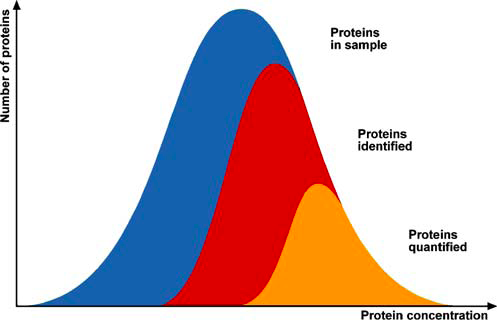 Number of proteins
Proteins
in sample
Proteins
identified
Proteins
quantified
Protein concentration